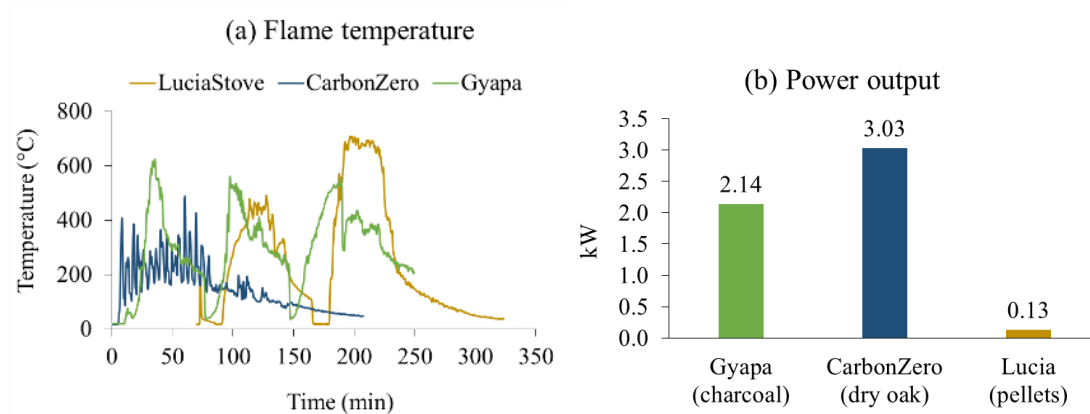 (a) Flame temperature
LuciaStove CarbonZero Gyapa
Temperature (°C)
800
600
400
200
0
0 50 100 150 200 250 300 350
Time (min)
(b) Power output
kW
3.5
3.0
2.5
2.0
1.5
1.0
0.5
0.0
2.14
3.03
0.13
Gyapa CarbonZero Lucia
(charcoal) (dry oak) (pellets)